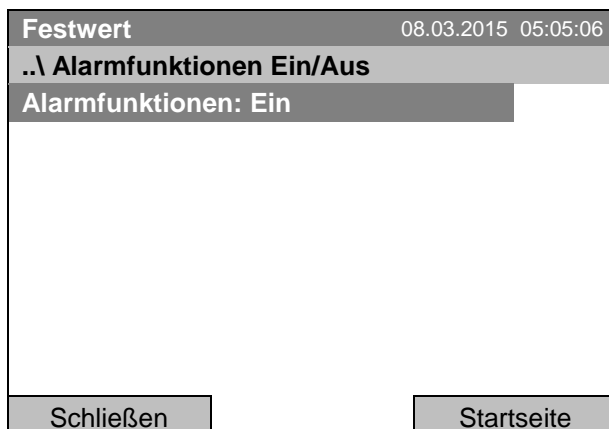 Festwert 08.03.2015 05:05:06
..\ Alarmfunktionen Ein/Aus
Alarmfunktionen: Ein
Schließen Startseite